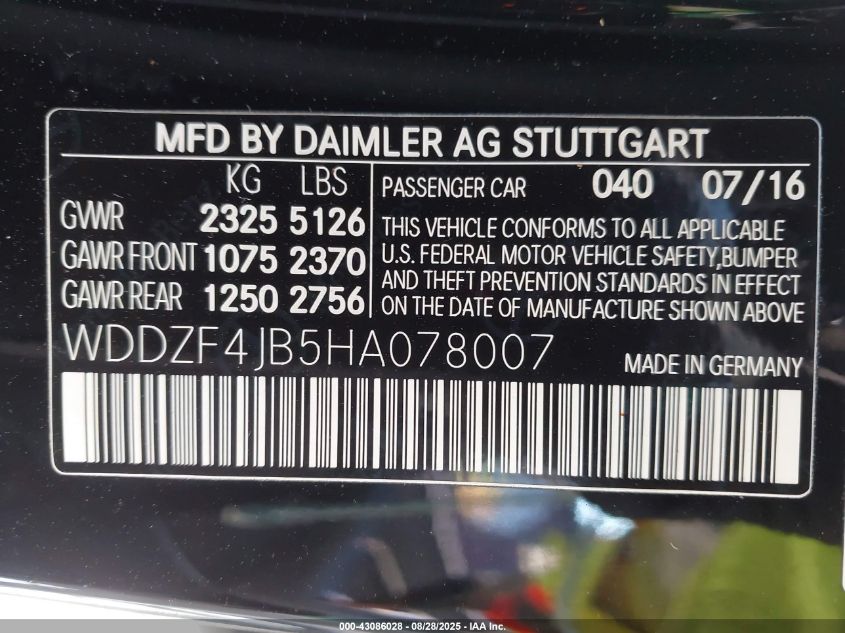 MFD BY DAIMLER AG STUTTGART
KG LBS
GVWR 2325 5126
GAWR FRONT 1075 2370
GAWR REAR 1250 2756
PASSENGER CAR 040 07/16
THIS VEHICLE CONFORMS TO ALL APPLICABLE
U.S. FEDERAL MOTOR VEHICLE SAFETY,BUMPER
AND THEFT PREVENTION STANDARDS IN EFFECT
ON THE DATE OF MANUFACTURE SHOWN ABOVE
WDDZF4JB5HA078007
MADE IN GERMANY
000-43086028 - 08/28/2025 - IAA Inc.